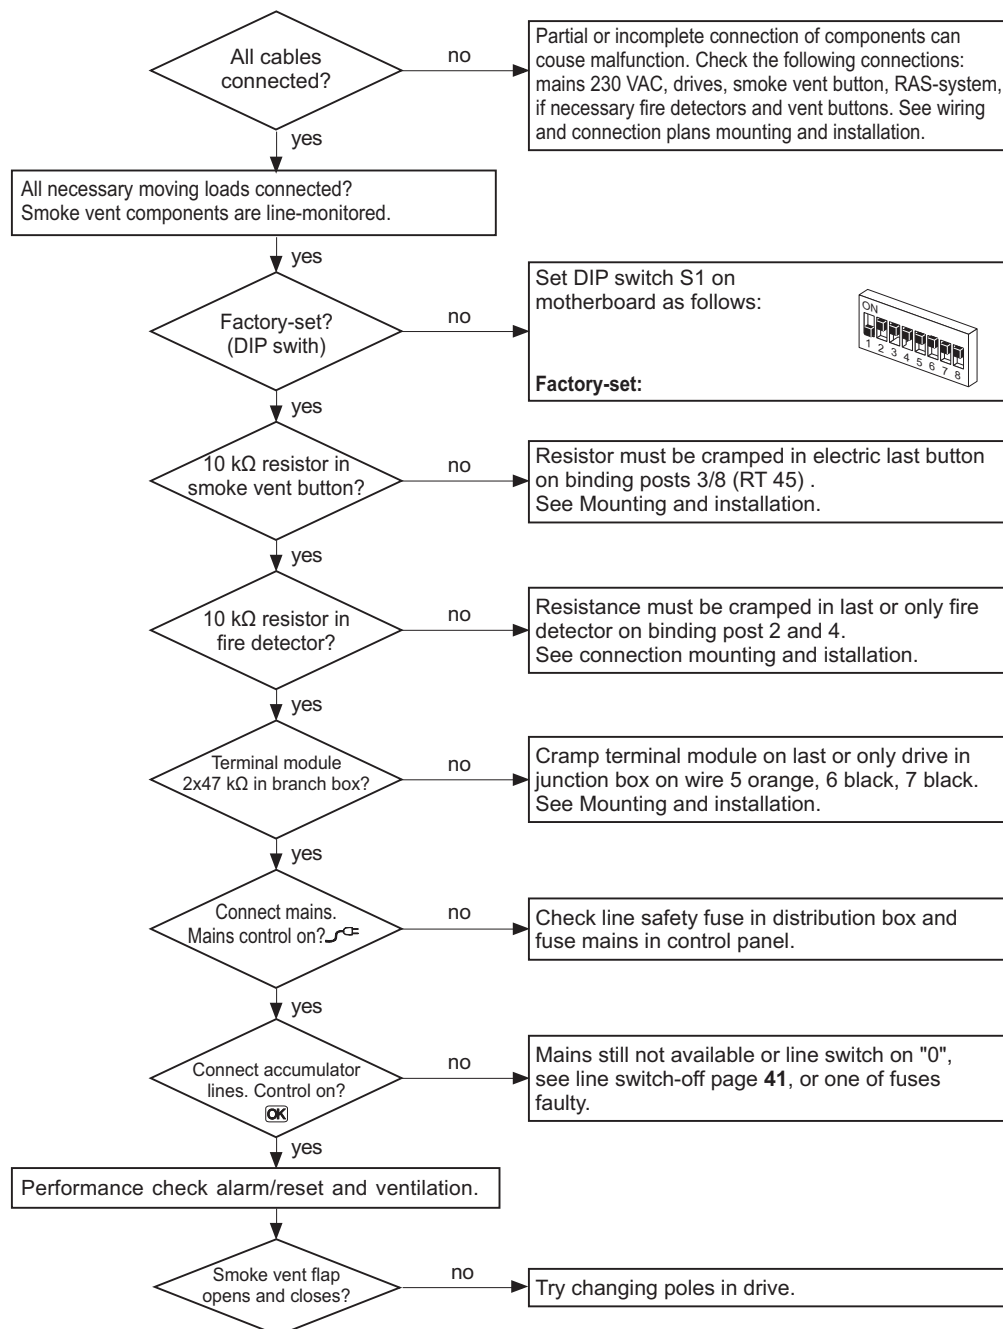 All cables
connected?
no
Partial or incomplete connection of components can
couse malfunction. Check the following connections:
mains 230 VAC, drives, smoke vent button, RAS-system,
if necessary fire detectors and vent buttons. See wiring
and connection plans mounting and installation.
yes
All necessary moving loads connected?
Smoke vent components are line-monitored.
yes
Factory-set?
(DIP swith)
no
Set DIP switch S1 on
motherboard as follows:
ON
1 2 3 4 5 6 7 8
Factory-set:
yes
10 kΩ resistor in
smoke vent button?
no
Resistor must be cramped in electric last button
on binding posts 3/8 (RT 45) .
See Mounting and installation.
yes
10 kΩ resistor in
fire detector?
no
Resistance must be cramped in last or only fire
detector on binding post 2 and 4.
See connection mounting and istallation.
yes
Terminal module
2x47 kΩ in branch box?
no
Cramp terminal module on last or only drive in
junction box on wire 5 orange, 6 black, 7 black.
See Mounting and installation.
yes
Connect mains.
Mains control on?
no
Check line safety fuse in distribution box and
fuse mains in control panel.
yes
Connect accumulator
lines. Control on?
OK
no
Mains still not available or line switch on "0",
see line switch-off page 41, or one of fuses
faulty.
yes
Performance check alarm/reset and ventilation.
Smoke vent flap
opens and closes?
no
Try changing poles in drive.